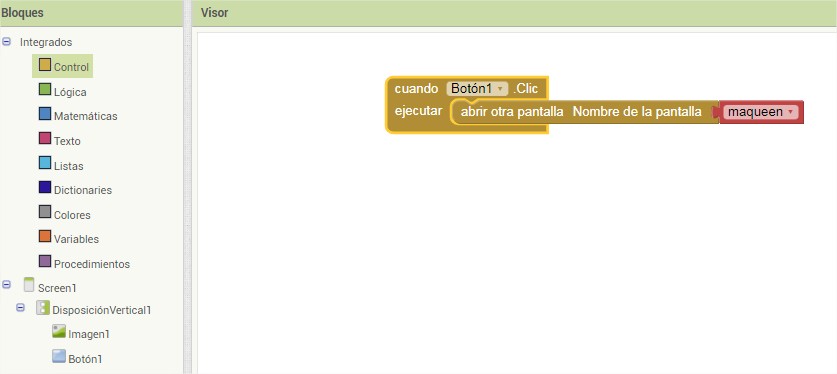 Bloques
Visor
Integrados
Control
Lógica
Matemáticas
Texto
Listas
Dictionaries
Colores
Variables
Procedimientos
Screen1
DisposiciónVertical1
Imagen1
Botón1
cuando Botón1 .Clic
ejecutar abrir otra pantalla Nombre de la pantalla maqueen